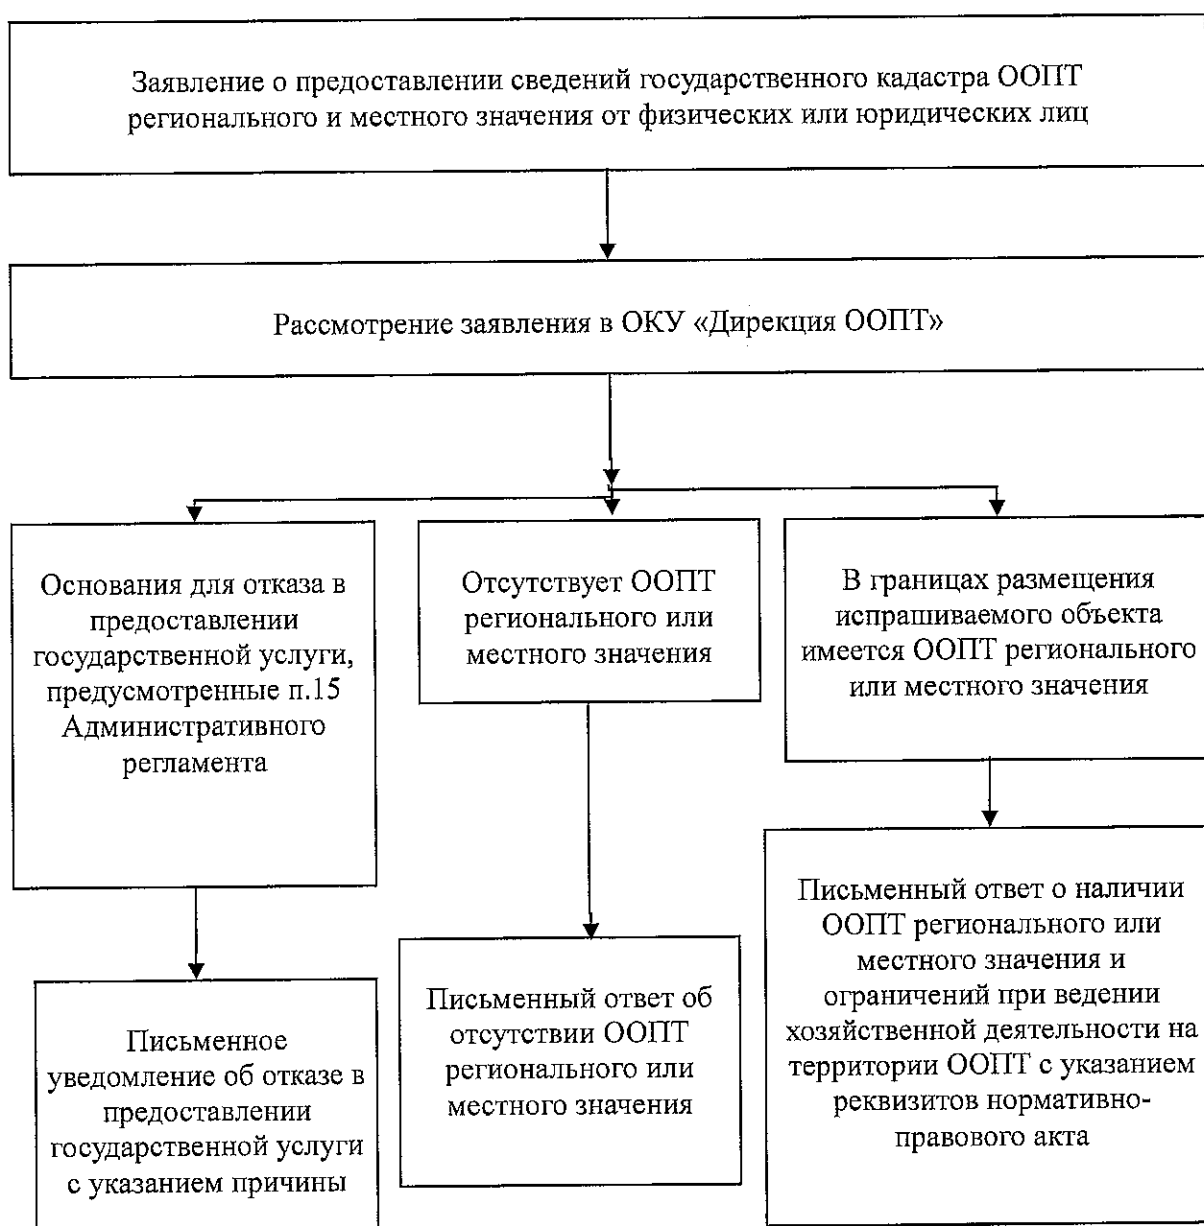 Заявление о предоставлении сведений государственного кадастра ООПТ
регионального и местного значения от физических или юридических лиц
Рассмотрение заявления в ОКУ «Дирекция ООПТ»
Основания для отказа в
предоставлении
государственной услуги,
предусмотренные п.15
Административного
регламента
Отсутствует ООПТ
регионального или
местного значения
В границах размещения
испрашиваемого объекта
имеется ООПТ регионального
или местного значения
Письменное
уведомление об отказе в
предоставлении
государственной услуги
с указанием причины
Письменный ответ об
отсутствии ООПТ
регионального или
местного значения
Письменный ответ о наличии
ООПТ регионального или
местного значения и
ограничений при ведении
хозяйственной деятельности на
территории ООПТ с указанием
реквизитов нормативно-
правового акта